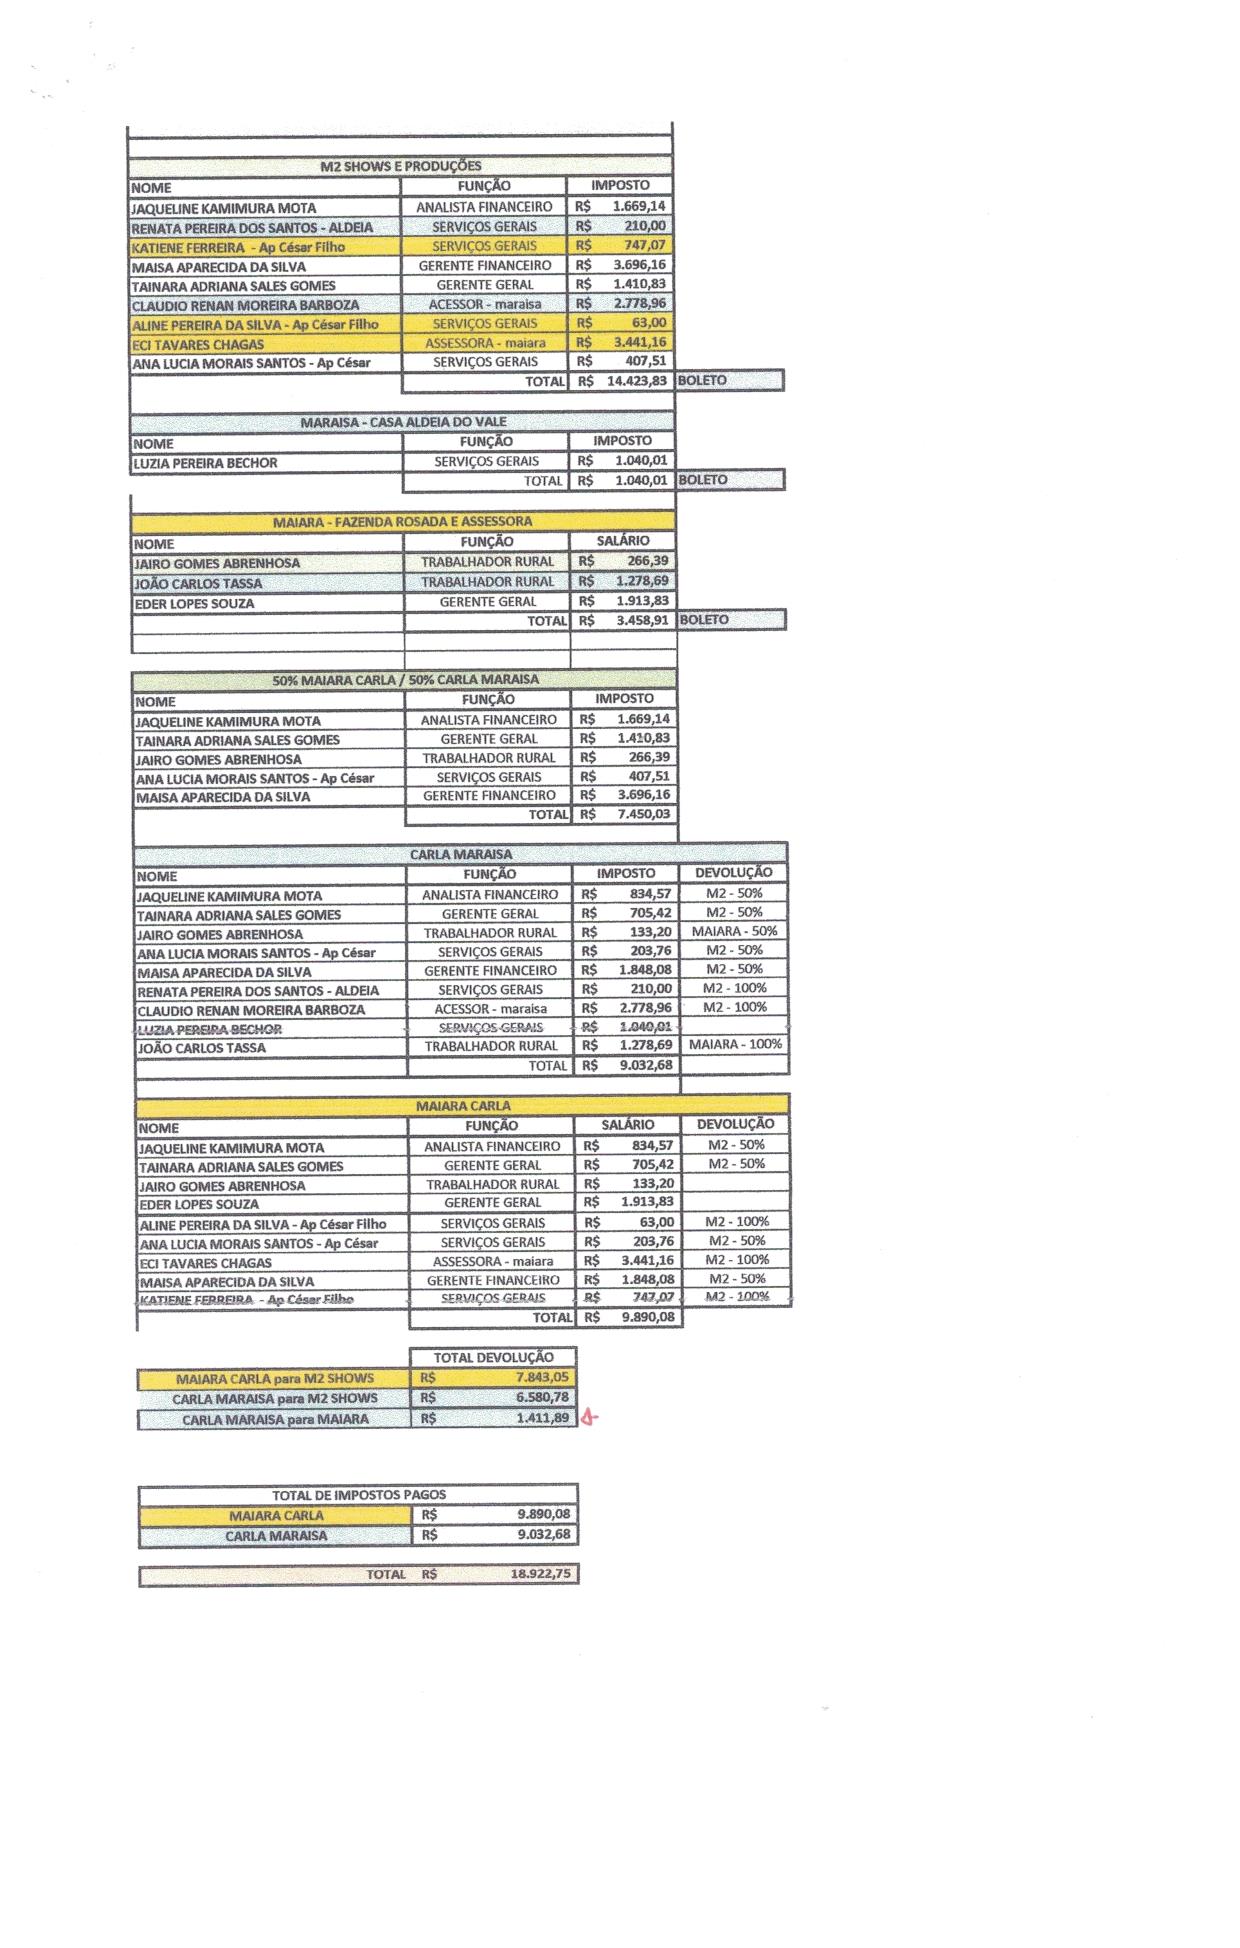 M2 SHOWS E PRODUÇÕES
NOME FUNÇÃO IMPOSTO
JAQUELINE KAMIMURA MOTA ANALISTA FINANCEIRO R$ 1.669,14
RENATA PEREIRA DOS SANTOS - ALDEIA SERVIÇOS GERAIS R$ 210,00
KATIENE FERREIRA - Ap César Filho SERVIÇOS GERAIS R$ 747,07
MAISA APARECIDA DA SILVA GERENTE FINANCEIRO R$ 3.696,16
TAINARA ADRIANA SALES GOMES GERENTE GERAL R$ 1.410,83
CLAUDIO RENAN MOREIRA BARBOZA ACESSOR - maraisa R$ 2.778,96
ALINE PEREIRA DA SILVA - Ap César Filho SERVIÇOS GERAIS R$ 63,00
ECI TAVARES CHAGAS ASSESSORA - maiara R$ 3.441,16
ANA LUCIA MORAIS SANTOS - Ap César SERVIÇOS GERAIS R$ 407,51
TOTAL R$ 14.423,83 BOLETO
MARAISA - CASA ALDEIA DO VALE
NOME FUNÇÃO IMPOSTO
LUZIA PEREIRA BECHOR SERVIÇOS GERAIS R$ 1.040,01
TOTAL R$ 1.040,01 BOLETO
MAIARA - FAZENDA ROSADA E ASSESSORA
NOME FUNÇÃO SALÁRIO
JAIRO GOMES ABRENHOSA TRABALHADOR RURAL R$ 266,39
JOÃO CARLOS TASSA TRABALHADOR RURAL R$ 1.278,69
EDER LOPES SOUZA GERENTE GERAL R$ 1.913,83
TOTAL R$ 3.458,91 BOLETO
50% MAIARA CARLA / 50% CARLA MARAISA
NOME FUNÇÃO IMPOSTO
JAQUELINE KAMIMURA MOTA ANALISTA FINANCEIRO R$ 1.669,14
TAINARA ADRIANA SALES GOMES GERENTE GERAL R$ 1.410,83
JAIRO GOMES ABRENHOSA TRABALHADOR RURAL R$ 266,39
ANA LUCIA MORAIS SANTOS - Ap César SERVIÇOS GERAIS R$ 407,51
MAISA APARECIDA DA SILVA GERENTE FINANCEIRO R$ 3.696,16
TOTAL R$ 7.450,03
CARLA MARAISA
NOME FUNÇÃO IMPOSTO DEVOLUÇÃO
JAQUELINE KAMIMURA MOTA ANALISTA FINANCEIRO R$ 834,57 M2 - 50%
TAINARA ADRIANA SALES GOMES GERENTE GERAL R$ 705,42 M2 - 50%
JAIRO GOMES ABRENHOSA TRABALHADOR RURAL R$ 133,20 MAIARA - 50%
ANA LUCIA MORAIS SANTOS - Ap César SERVIÇOS GERAIS R$ 203,76 M2 - 50%
MAISA APARECIDA DA SILVA GERENTE FINANCEIRO R$ 1.848,08 M2 - 50%
RENATA PEREIRA DOS SANTOS - ALDEIA SERVIÇOS GERAIS R$ 210,00 M2 - 100%
CLAUDIO RENAN MOREIRA BARBOZA ACESSOR - maraisa R$ 2.778,96 M2 - 100%
LUZIA PEREIRA BECHOR SERVIÇOS GERAIS R$ 1.040,01
JOÃO CARLOS TASSA TRABALHADOR RURAL R$ 1.278,69 MAIARA - 100%
TOTAL R$ 9.032,68
MAIARA CARLA
NOME FUNÇÃO SALÁRIO DEVOLUÇÃO
JAQUELINE KAMIMURA MOTA ANALISTA FINANCEIRO R$ 834,57 M2 - 50%
TAINARA ADRIANA SALES GOMES GERENTE GERAL R$ 705,42 M2 - 50%
JAIRO GOMES ABRENHOSA TRABALHADOR RURAL R$ 133,20
EDER LOPES SOUZA GERENTE GERAL R$ 1.913,83
ALINE PEREIRA DA SILVA - Ap César Filho SERVIÇOS GERAIS R$ 63,00 M2 - 100%
ANA LUCIA MORAIS SANTOS - Ap César SERVIÇOS GERAIS R$ 203,76 M2 - 50%
ECI TAVARES CHAGAS ASSESSORA - maiara R$ 3.441,16 M2 - 100%
MAISA APARECIDA DA SILVA GERENTE FINANCEIRO R$ 1.848,08 M2 - 50%
KATIENE FERREIRA - Ap César Filho SERVIÇOS GERAIS R$ 747,07 M2 - 100%
TOTAL R$ 9.890,08
TOTAL DEVOLUÇÃO
MAIARA CARLA para M2 SHOWS R$ 7.843,05
CARLA MARAISA para M2 SHOWS R$ 6.580,78
CARLA MARAISA para MAIARA R$ 1.411,89
TOTAL DE IMPOSTOS PAGOS
MAIARA CARLA R$ 9.890,08
CARLA MARAISA R$ 9.032,68
TOTAL R$ 18.922,75